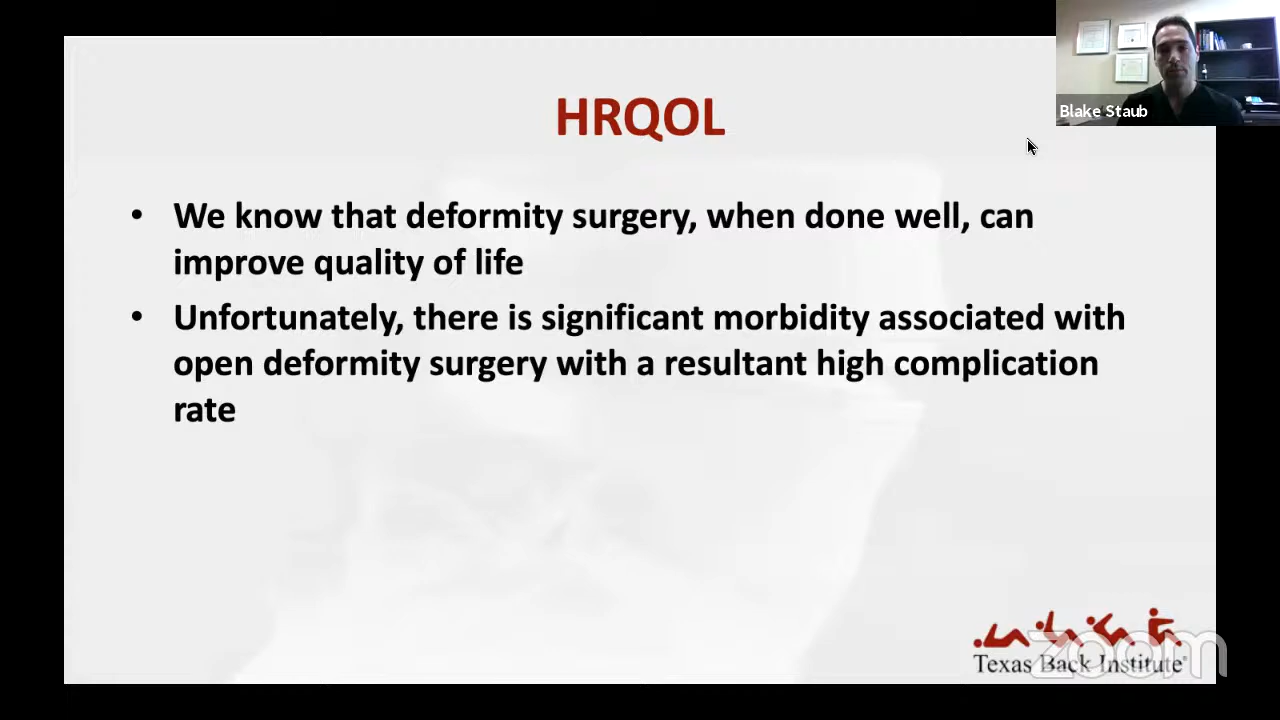 Blake Staub
HRQOL
• We know that deformity surgery, when done well, can
improve quality of life
• Unfortunately, there is significant morbidity associated with
open deformity surgery with a resultant high complication
rate
zoom
Texas Back Institute®